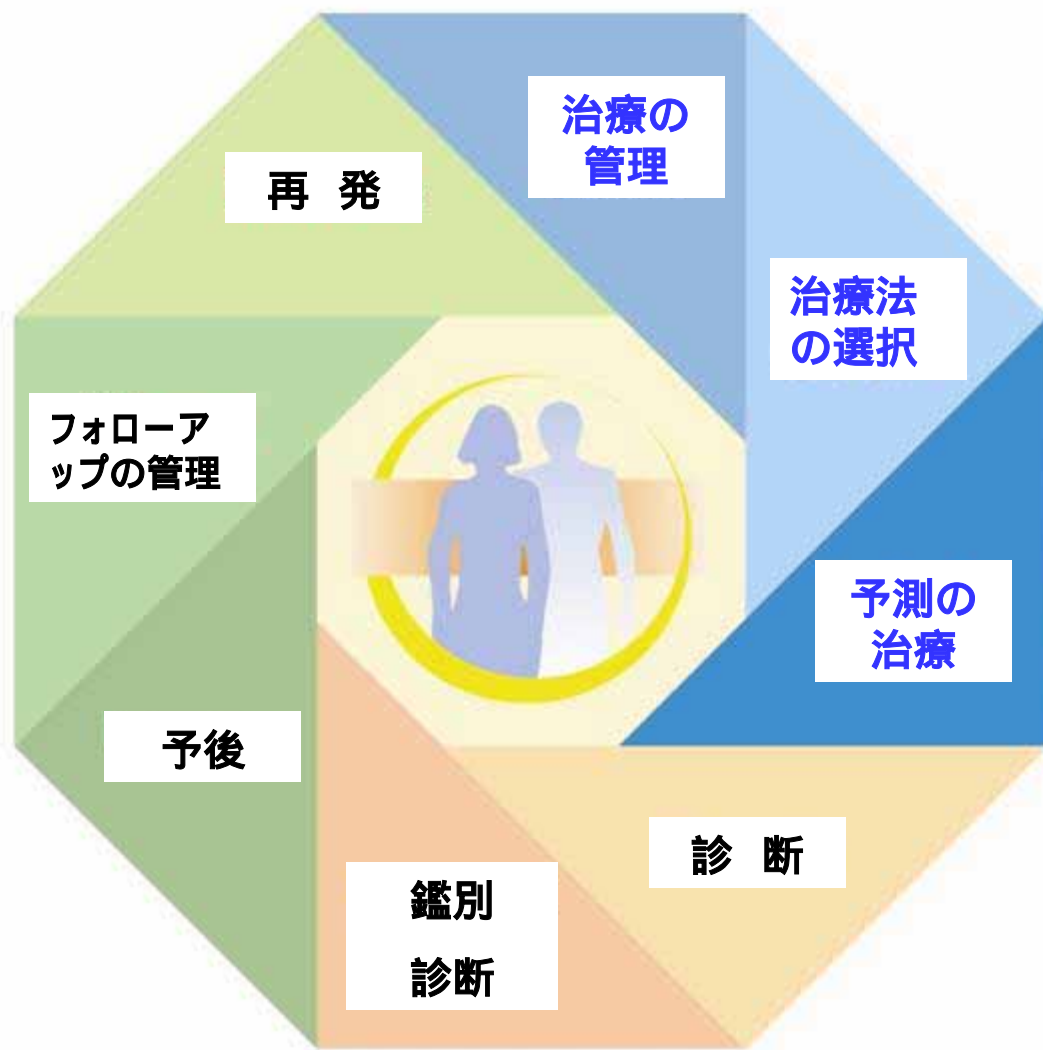 治療の
管理
再 発
治療法
の選択
フォローア
ップの管理
予測の
治療
予後
診 断
鑑別
診断